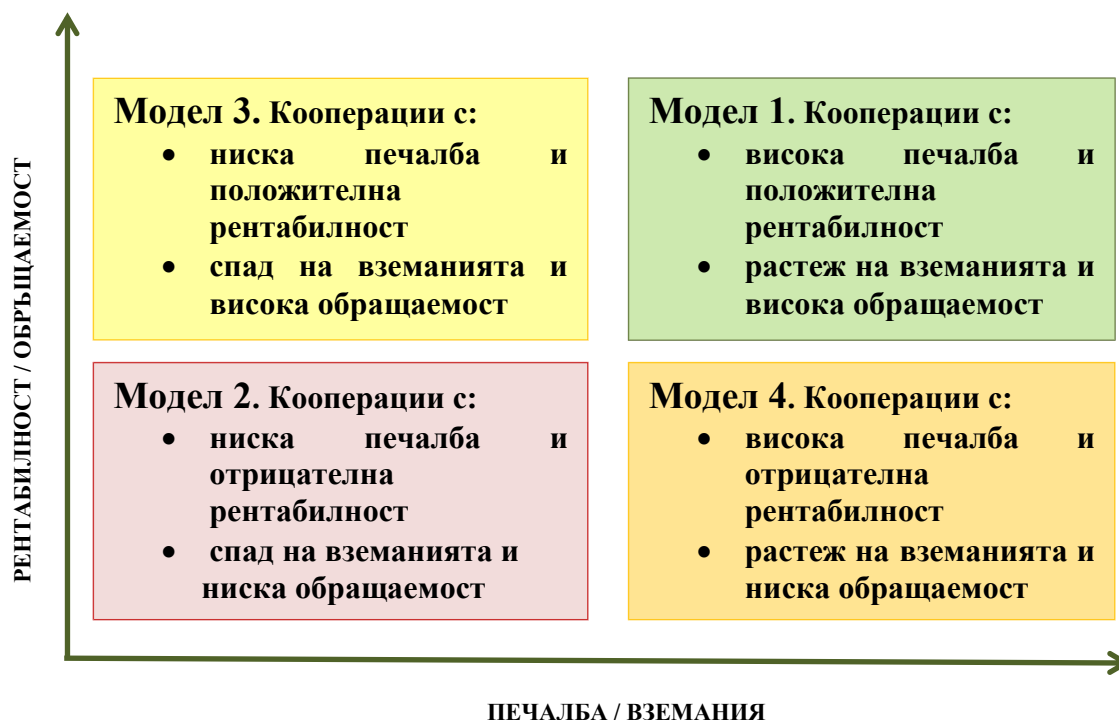 РЕНТАБИЛНОСТ / ОБРЪЩАЕМОСТ
Модел 3. Кооперации с:
• ниска печалба и
положителна
рентабилност
• спад на вземанията и
висока обращаемост
Модел 1. Кооперации с:
• висока печалба и
положителна
рентабилност
• растеж на вземанията и
висока обращаемост
Модел 2. Кооперации с:
• ниска печалба и
отрицателна
рентабилност
• спад на вземанията и
ниска обращаемост
Модел 4. Кооперации с:
• висока печалба и
отрицателна
рентабилност
• растеж на вземанията и
ниска обращаемост
ПЕЧАЛБА / ВЗЕМАНИЯ